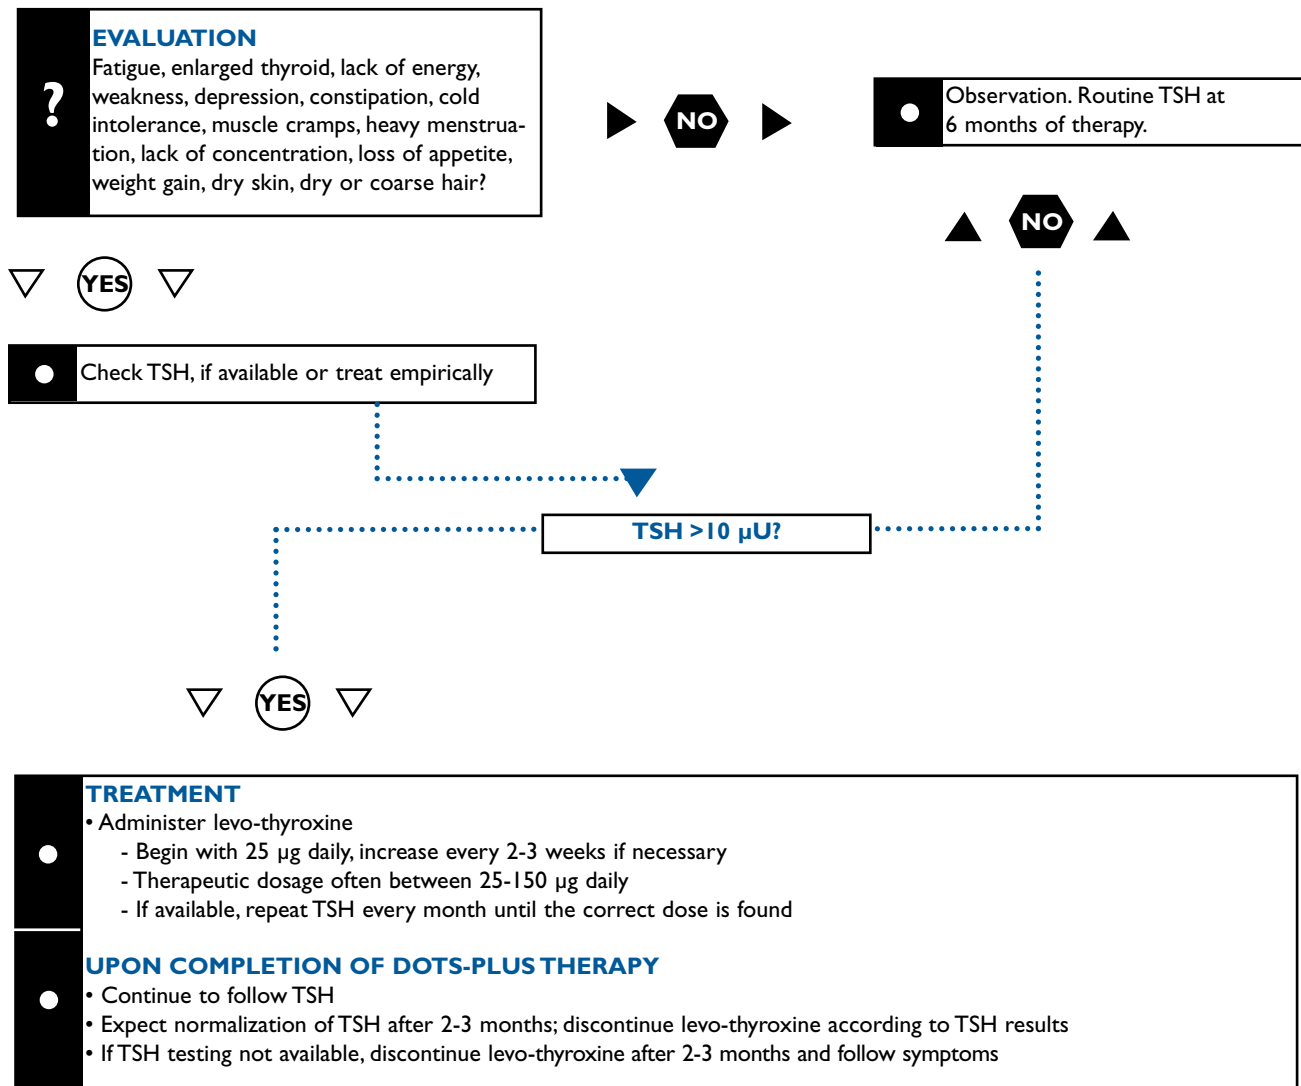 EVALUATION
Fatigue, enlarged thyroid, lack of energy,
weakness, depression, constipation, cold
intolerance, muscle cramps, heavy menstrua-
tion, lack of concentration, loss of appetite,
weight gain, dry skin, dry or coarse hair?
?
NO
Observation. Routine TSH at
6 months of therapy.
NO
YES
Check TSH, if available or treat empirically
TSH >10 µU?
YES
TREATMENT
• Administer levo-thyroxine
- Begin with 25 µg daily, increase every 2-3 weeks if necessary
- Therapeutic dosage often between 25-150 µg daily
- If available, repeat TSH every month until the correct dose is found
UPON COMPLETION OF DOTS-PLUS THERAPY
• Continue to follow TSH
• Expect normalization of TSH after 2-3 months; discontinue levo-thyroxine according to TSH results
• If TSH testing not available, discontinue levo-thyroxine after 2-3 months and follow symptoms